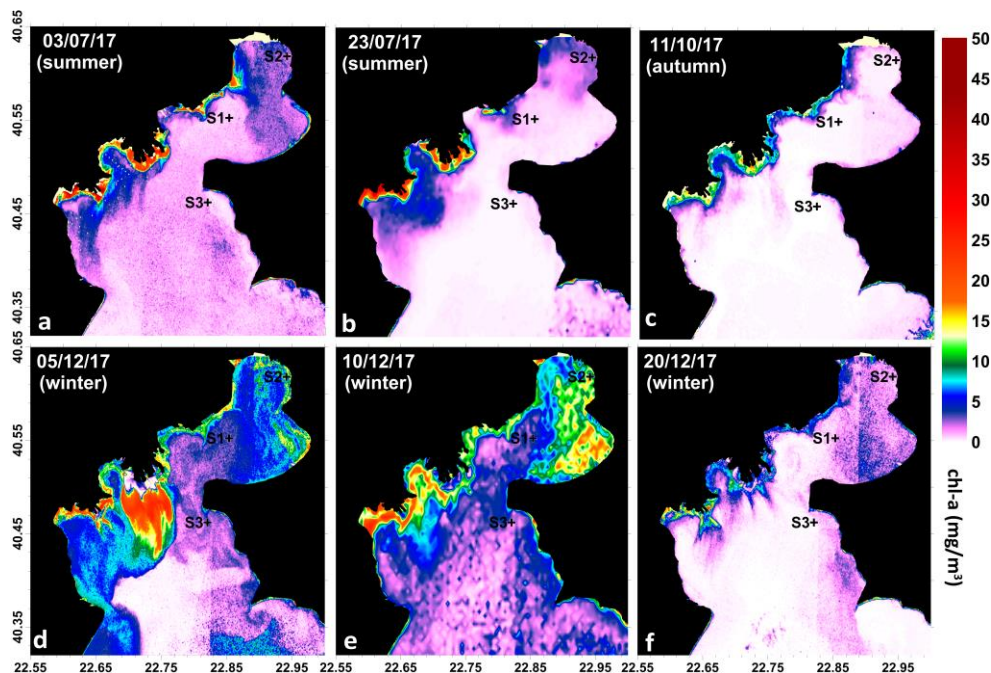 40.65
40.55
40.45
40.35
03/07/17
(summer)
S2+
S1+
S3+
a
23/07/17
(summer)
S2+
S1+
S3+
b
11/10/17
(autumn)
S2+
S1+
S3+
c
40.65
40.55
40.45
40.35
05/12/17
(winter)
S2+
S1+
S3+
d
10/12/17
(winter)
S2+
S1+
S3+
e
20/12/17
(winter)
S2+
S1+
S3+
f
22.55 22.65 22.75 22.85 22.95
22.55 22.65 22.75 22.85 22.95
22.55 22.65 22.75 22.85 22.95
50
45
40
35
30
25
20
15
10
5
0
chl-a (mg/m³)